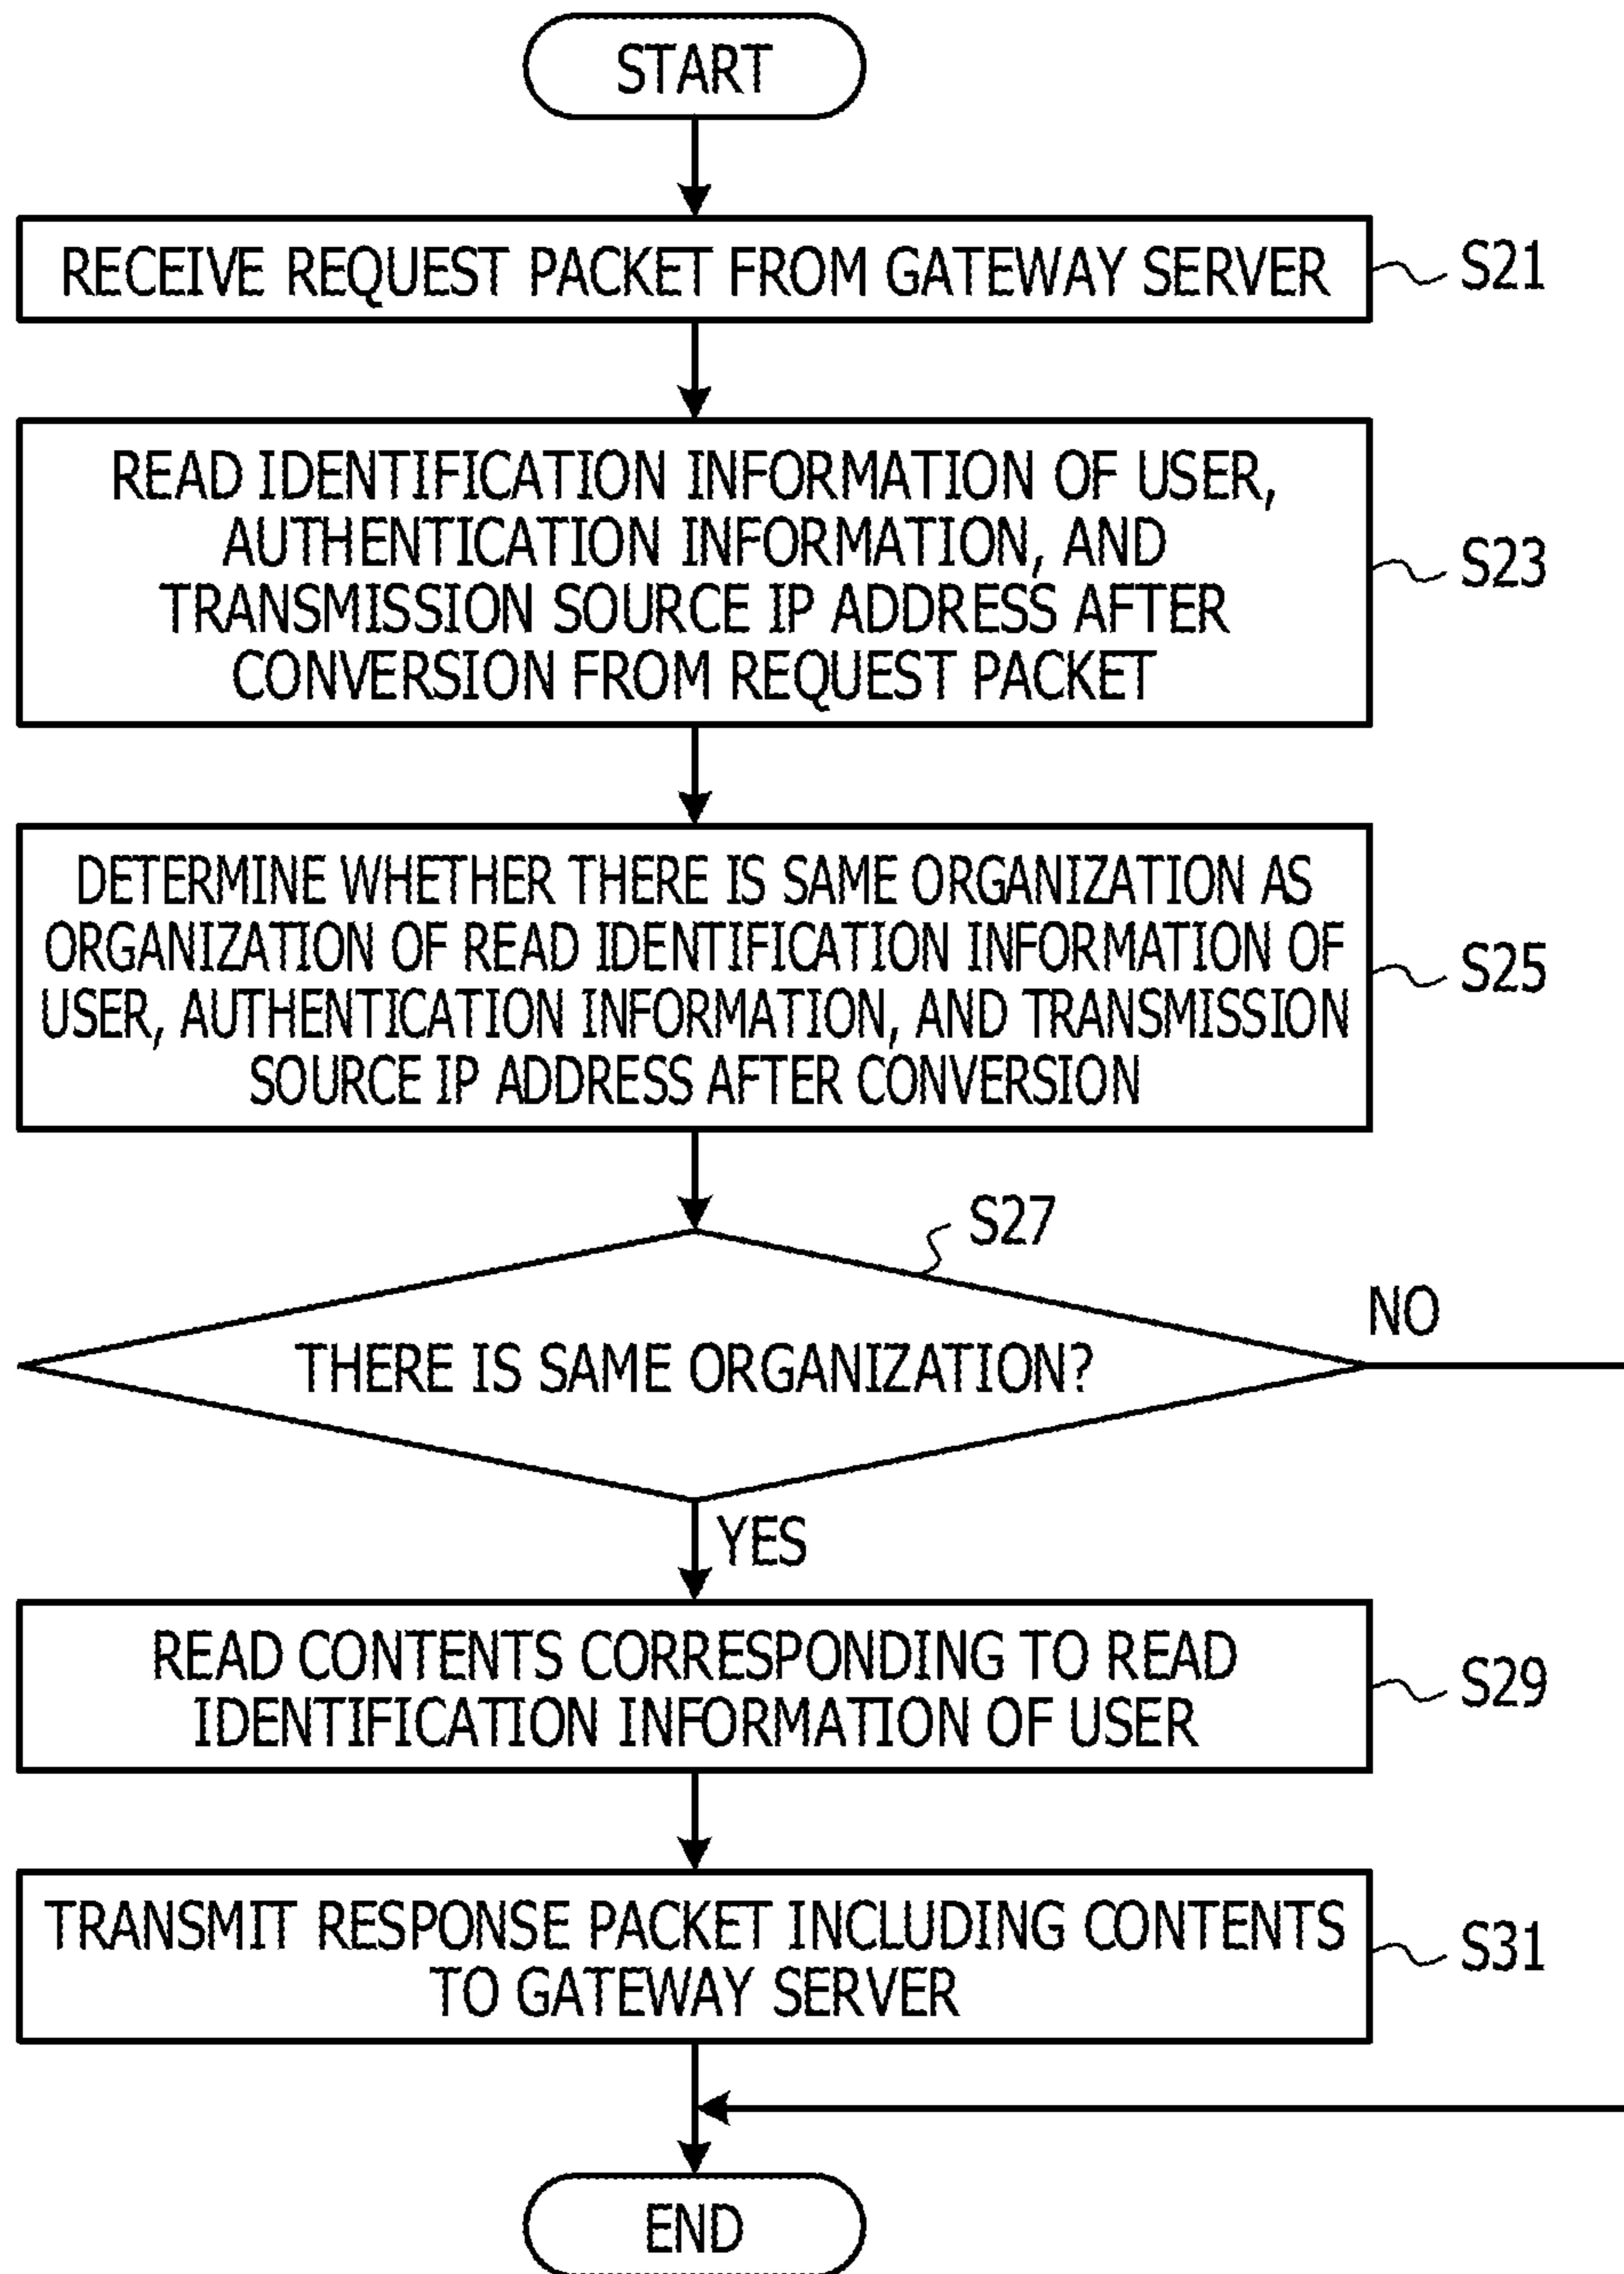 START
RECEIVE REQUEST PACKET FROM GATEWAY SERVER
S21
READ IDENTIFICATION INFORMATION OF USER,
AUTHENTICATION INFORMATION, AND
TRANSMISSION SOURCE IP ADDRESS AFTER
CONVERSION FROM REQUEST PACKET
S23
DETERMINE WHETHER THERE IS SAME ORGANIZATION AS
ORGANIZATION OF READ IDENTIFICATION INFORMATION OF
USER, AUTHENTICATION INFORMATION, AND TRANSMISSION
SOURCE IP ADDRESS AFTER CONVERSION
S25
S27
THERE IS SAME ORGANIZATION?
NO
YES
READ CONTENTS CORRESPONDING TO READ
IDENTIFICATION INFORMATION OF USER
S29
TRANSMIT RESPONSE PACKET INCLUDING CONTENTS
TO GATEWAY SERVER
S31
END